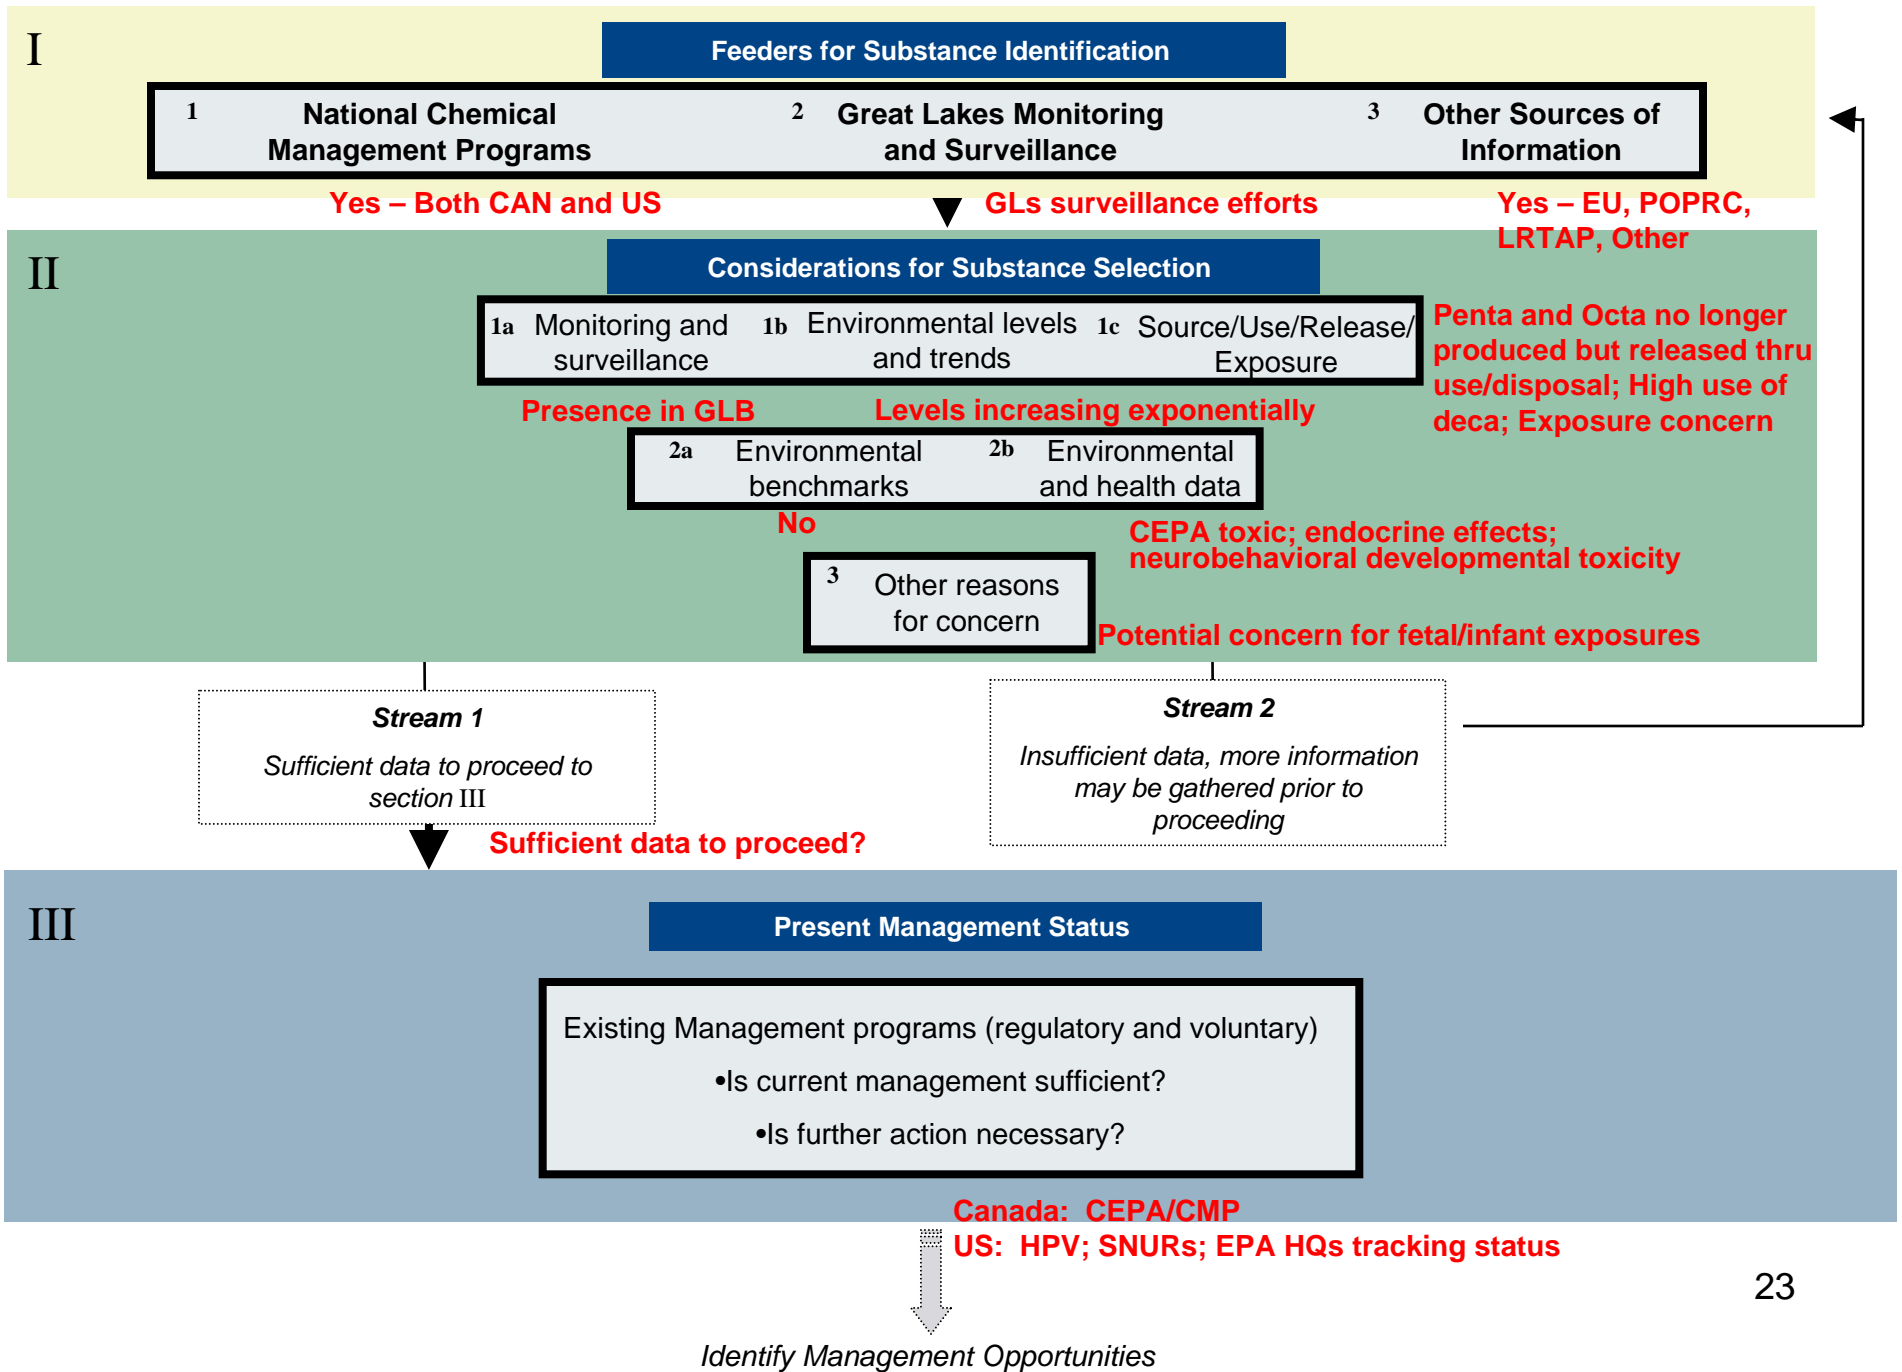 I
Feeders for Substance Identification
1 National Chemical
Management Programs
2 Great Lakes Monitoring
and Surveillance
3 Other Sources of
Information
Yes – Both CAN and US
GLs surveillance efforts
Yes – EU, POPRC,
LRTAP, Other
II
Considerations for Substance Selection
1a Monitoring and
surveillance
1b Environmental levels
and trends
1c Source/Use/Release/
Exposure
Penta and Octa no longer
produced but released thru
use/disposal; High use of
deca; Exposure concern
Presence in GLB
Levels increasing exponentially
2a Environmental
benchmarks
2b Environmental
and health data
No
CEPA toxic; endocrine effects;
neurobehavioral developmental toxicity
3 Other reasons
for concern
Potential concern for fetal/infant exposures
Stream 1
Sufficient data to proceed to
section III
Stream 2
Insufficient data, more information
may be gathered prior to
proceeding
Sufficient data to proceed?
III
Present Management Status
Existing Management programs (regulatory and voluntary)
•Is current management sufficient?
•Is further action necessary?
Canada:  CEPA/CMP
US:  HPV; SNURs; EPA HQs tracking status
23
Identify Management Opportunities